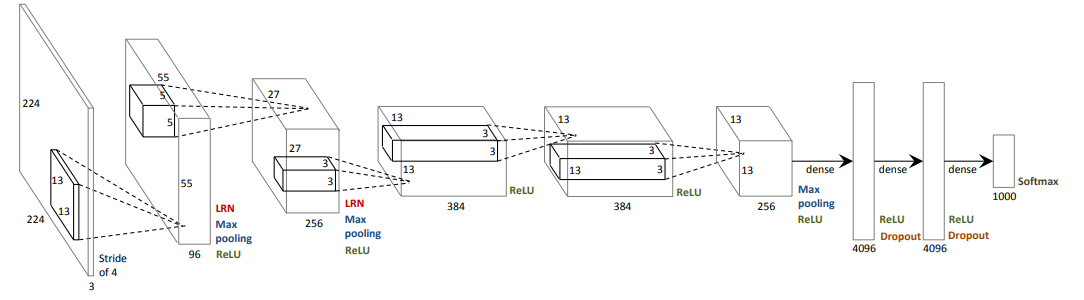 224
224
3
13
13
Stride
of 4
55
5
5
55
96
LRN
Max
pooling
ReLU
27
27
3
3
256
LRN
Max
pooling
ReLU
13
3
3
13
384
ReLU
13
3
3
13
384
ReLU
13
13
256
dense
Max
pooling
ReLU
4096
dense
ReLU
Dropout
4096
dense
ReLU
Dropout
1000
Softmax